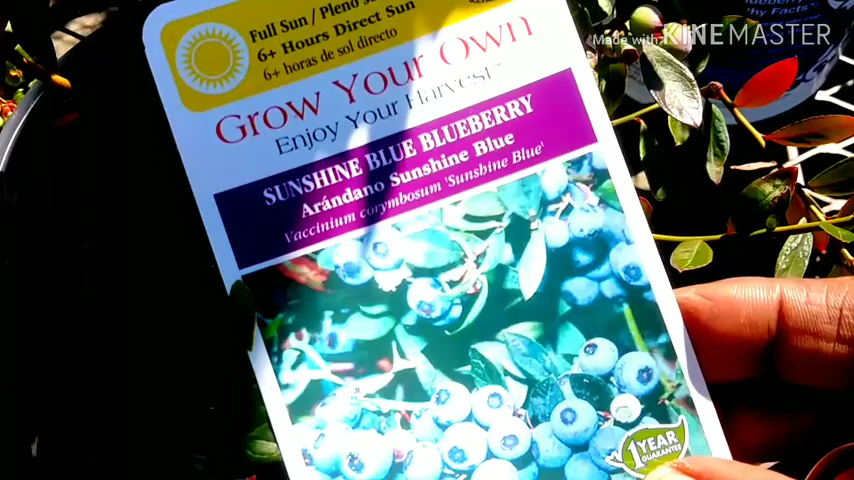 Full Sun / Pleno
6+ Hours Direct Sun
6+ horas de sol directo
Grow Your Own
Enjoy Your Harvest
SUNSHINE BLUE BLUEBERRY
Arándano Sunshine Blue
Vaccinium corymbosum 'Sunshine Blue'
1 YEAR
GUARANTEE
Made with KINEMASTER